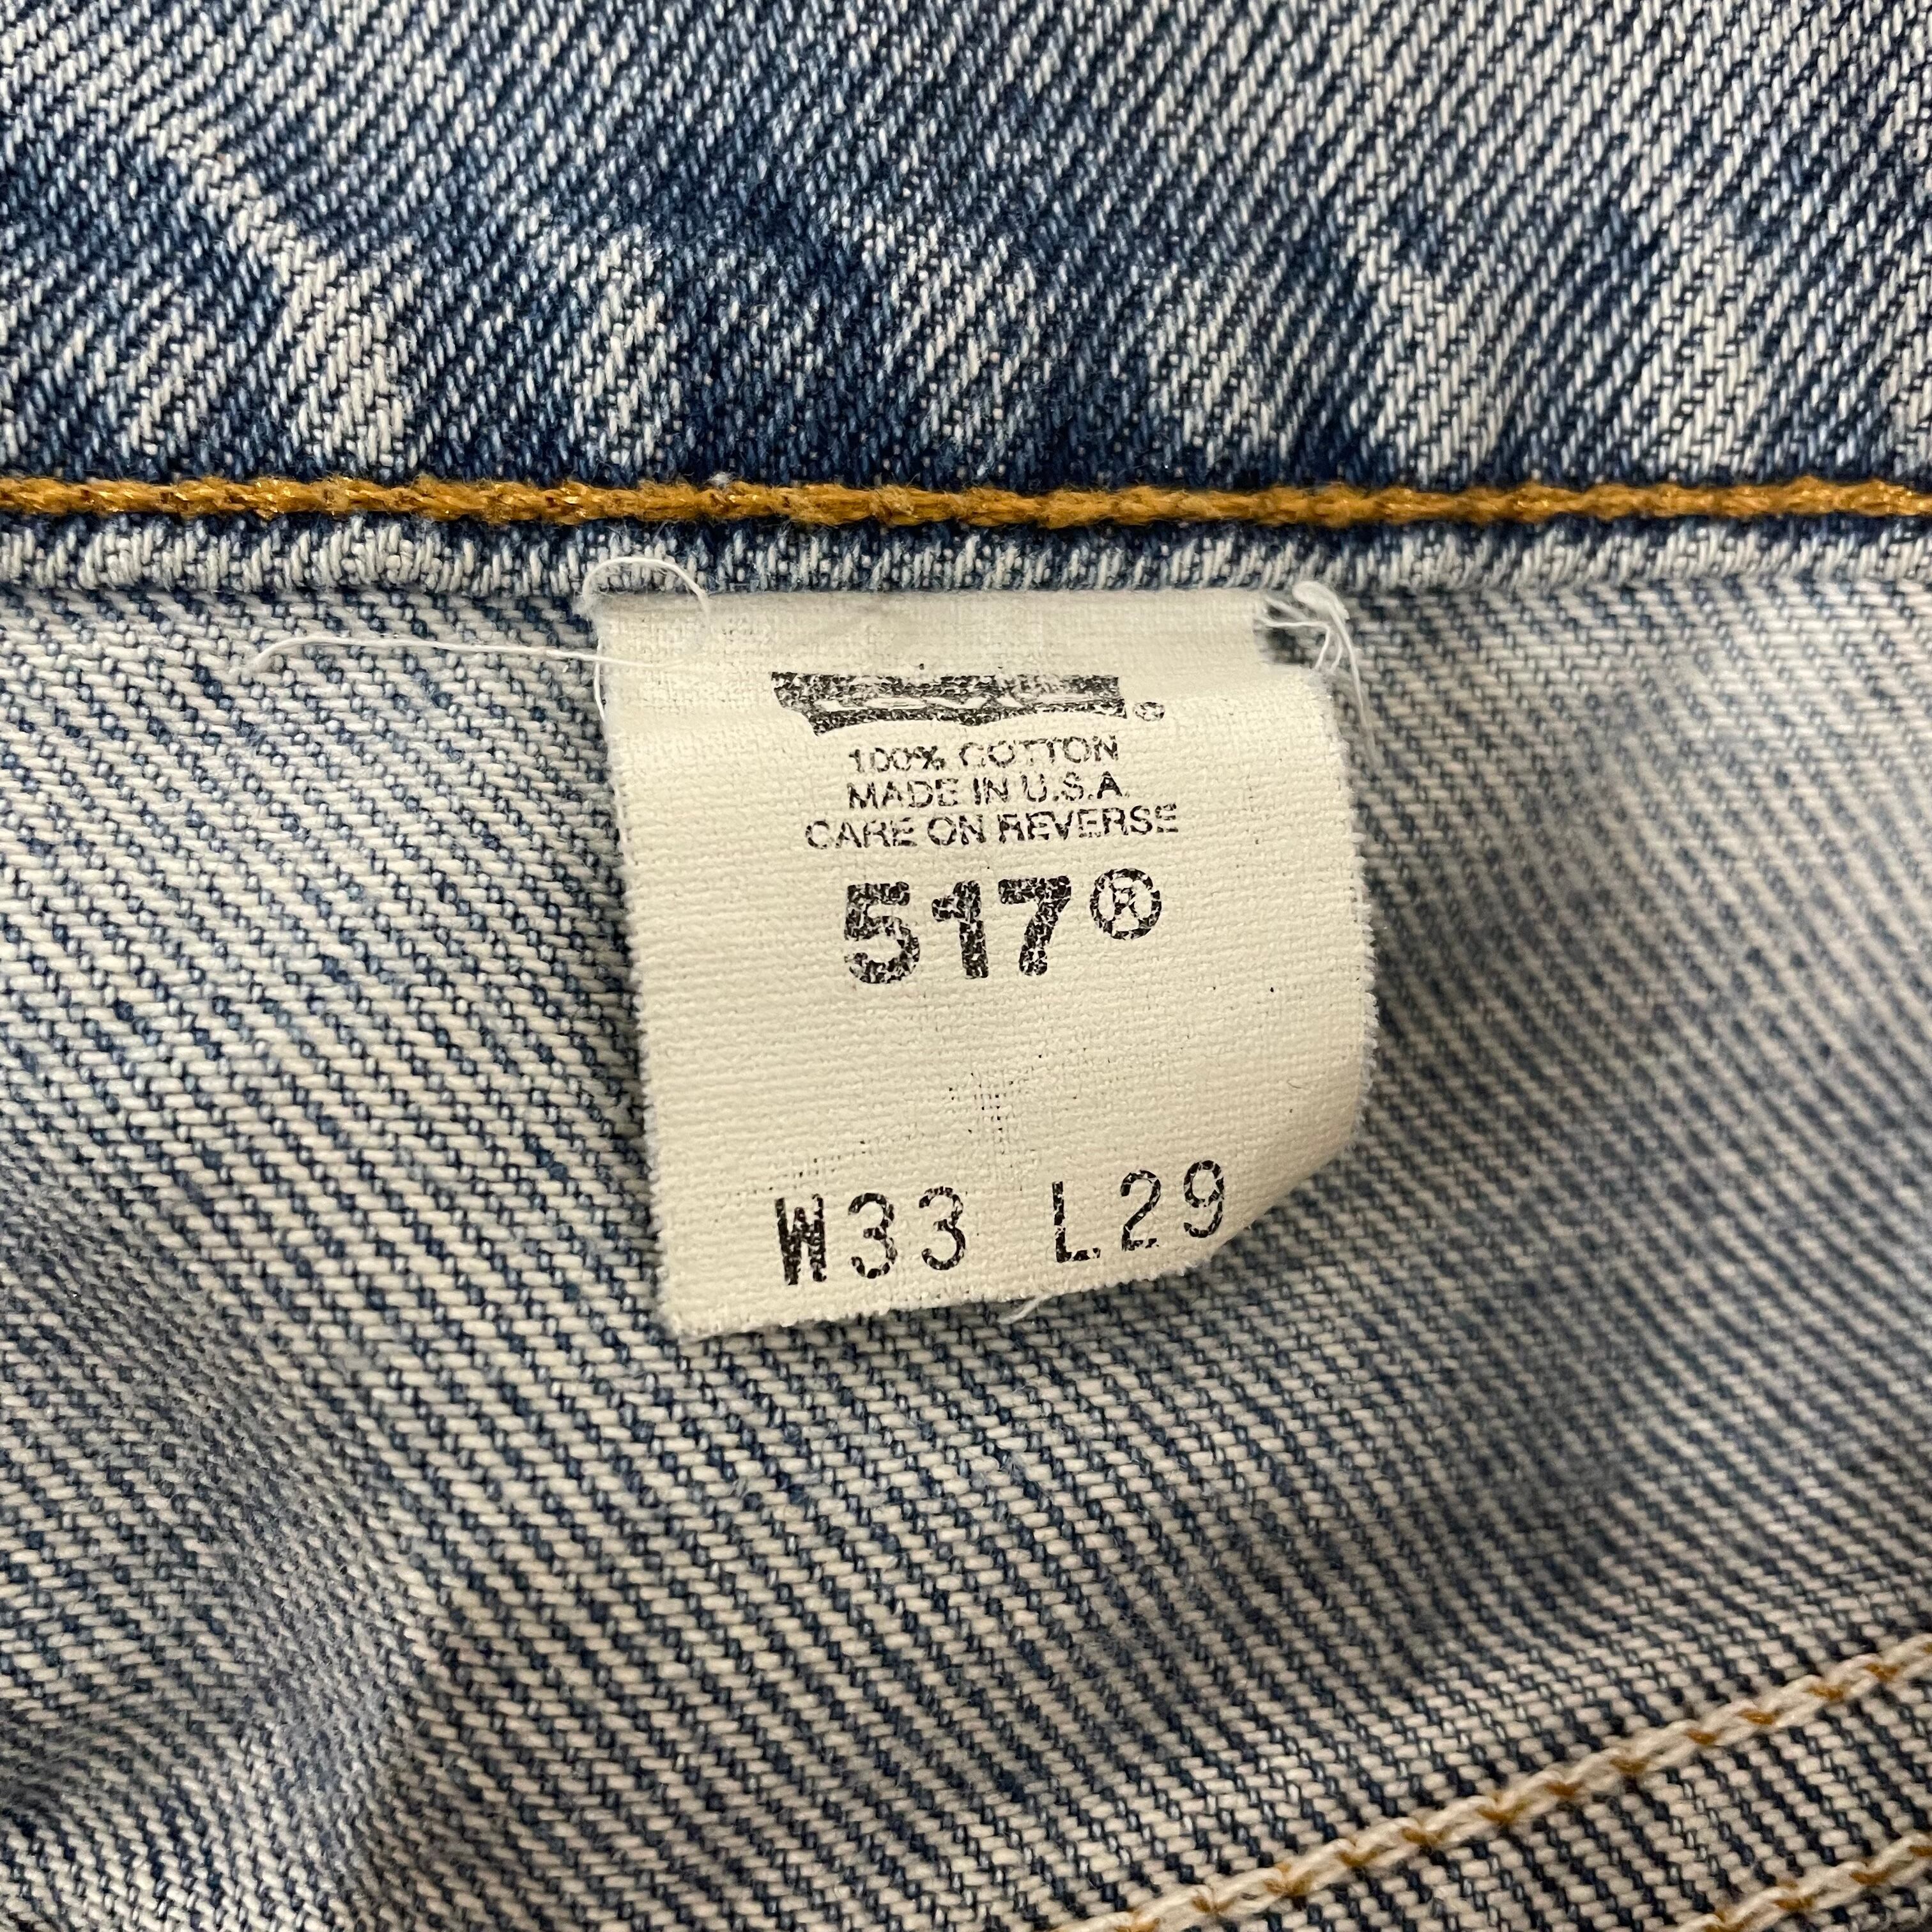 100% COTTON
MADE IN U.S.A.
CARE ON REVERSE
517®
W33 L29